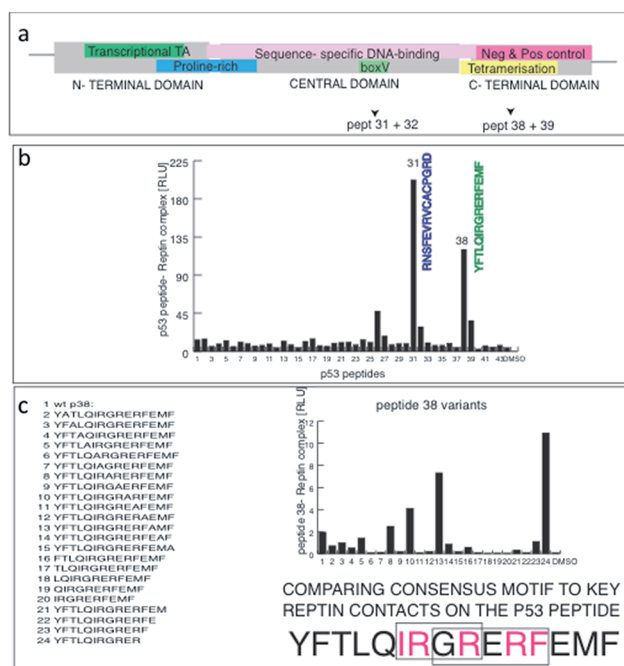 a
Transcriptional TA
Sequence- specific DNA-binding
Neg & Pos control
Proline-rich
boxV
Tetramerisation
N- TERMINAL DOMAIN
CENTRAL DOMAIN
C- TERMINAL DOMAIN
pept 31 + 32
pept 38 + 39
b
p53 peptide- Reptin complex [RLU]
225
180
135
90
45
0
31
RNSFEVRVCACPGRD
38
YFTLQIRGRERFEMF
1 3 5 7 9 11 13 15 17 19 21 23 25 27 29 31 33 35 37 39 41 43 DMSO
p53 peptides
c
1 wt p38:
2 YATLQIRGRERFEMF
3 YFALQIRGRERFEMF
4 YFTAQIRGRERFEMF
5 YFTLAIRGRERFEMF
6 YFTLQARGRERFEMF
7 YFTLQIAGRERFEMF
8 YFTLQIRARERFEMF
9 YFTLQIRGAERFEMF
10 YFTLQIRGRARFEMF
11 YFTLQIRGREAFEMF
12 YFTLQIRGRERAEMF
13 YFTLQIRGRERFAMF
14 YFTLQIRGRERFEAF
15 YFTLQIRGRERFEMA
16 FTLQIRGRERFEMF
17 TLQIRGRERFEMF
18 LQIRGRERFEMF
19 QIRGRERFEMF
20 IRGRERFEMF
21 YFTLQIRGRERFEM
22 YFTLQIRGRERFE
23 YFTLQIRGRERF
24 YFTLQIRGRER
peptide 38 variants
peptide 38- Reptin complex [RLU]
12
10
8
6
4
2
0
1 2 3 4 5 6 7 8 9 10 11 12 13 14 15 16 17 18 19 20 21 22 23 24 DMSO
COMPARING CONSENSUS MOTIF TO KEY
REPTIN CONTACTS ON THE P53 PEPTIDE
YFTLQIRGRERFEMF